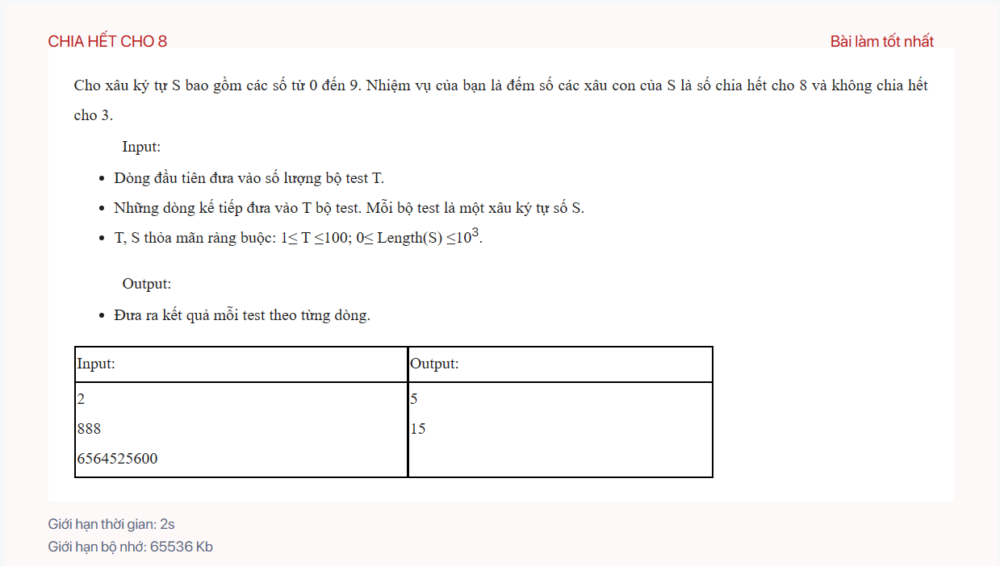 CHIA HẾT CHO 8
Bài làm tốt nhất
Cho xâu ký tự S bao gồm các số từ 0 đến 9. Nhiệm vụ của bạn là đếm số các xâu con của S là số chia hết cho 8 và không chia hết
cho 3.
Input:
• Dòng đầu tiên đưa vào số lượng bộ test T.
• Những dòng kế tiếp đưa vào T bộ test. Mỗi bộ test là một xâu ký tự số S.
• T, S thỏa mãn ràng buộc: 1≤ T ≤100; 0≤ Length(S) ≤10³.
Output:
• Đưa ra kết quả mỗi test theo từng dòng.
Input: Output:
2 5
888 15
6564525600
Giới hạn thời gian: 2s
Giới hạn bộ nhớ: 65536 Kb